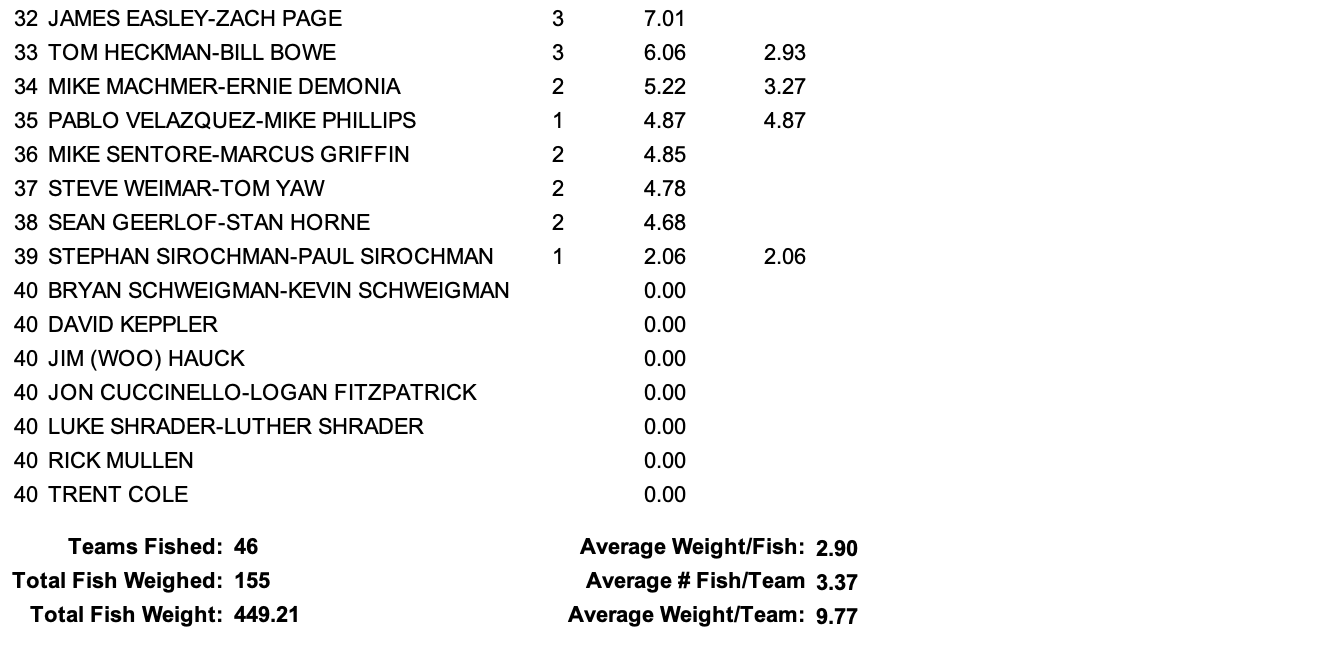 32 JAMES EASLEY-ZACH PAGE 3 7.01
33 TOM HECKMAN-BILL BOWE 3 6.06 2.93
34 MIKE MACHMER-ERNIE DEMONIA 2 5.22 3.27
35 PABLO VELAZQUEZ-MIKE PHILLIPS 1 4.87 4.87
36 MIKE SENTORE-MARCUS GRIFFIN 2 4.85
37 STEVE WEIMAR-TOM YAW 2 4.78
38 SEAN GEERLOF-STAN HORNE 2 4.68
39 STEPHAN SIROCHMAN-PAUL SIROCHMAN 1 2.06 2.06
40 BRYAN SCHWEIGMAN-KEVIN SCHWEIGMAN 0.00
40 DAVID KEPPLER 0.00
40 JIM (WOO) HAUCK 0.00
40 JON CUCCINELLO-LOGAN FITZPATRICK 0.00
40 LUKE SHRADER-LUTHER SHRADER 0.00
40 RICK MULLEN 0.00
40 TRENT COLE 0.00
Teams Fished: 46 Average Weight/Fish: 2.90
Total Fish Weighed: 155 Average # Fish/Team 3.37
Total Fish Weight: 449.21 Average Weight/Team: 9.77